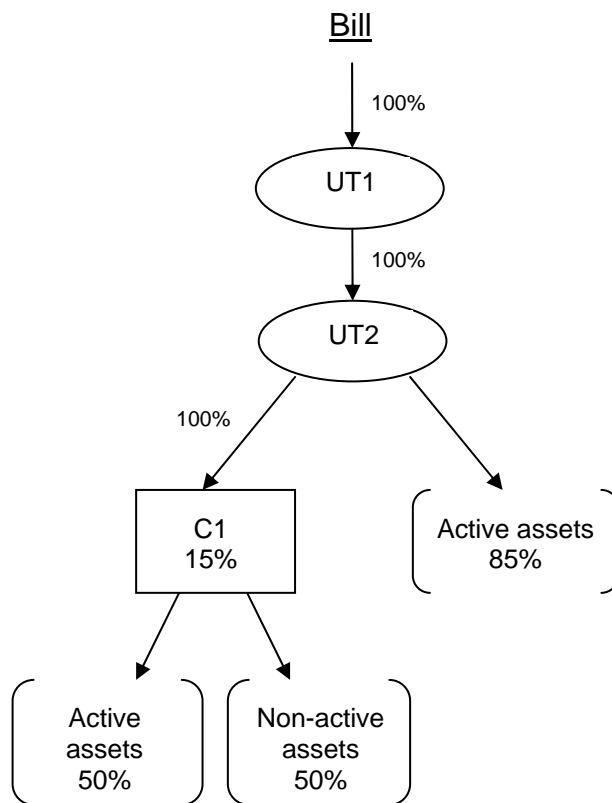 Bill
100%
UT1
100%
UT2
100%
C1
15%
Active assets
85%
Active
assets
50%
Non-active
assets
50%